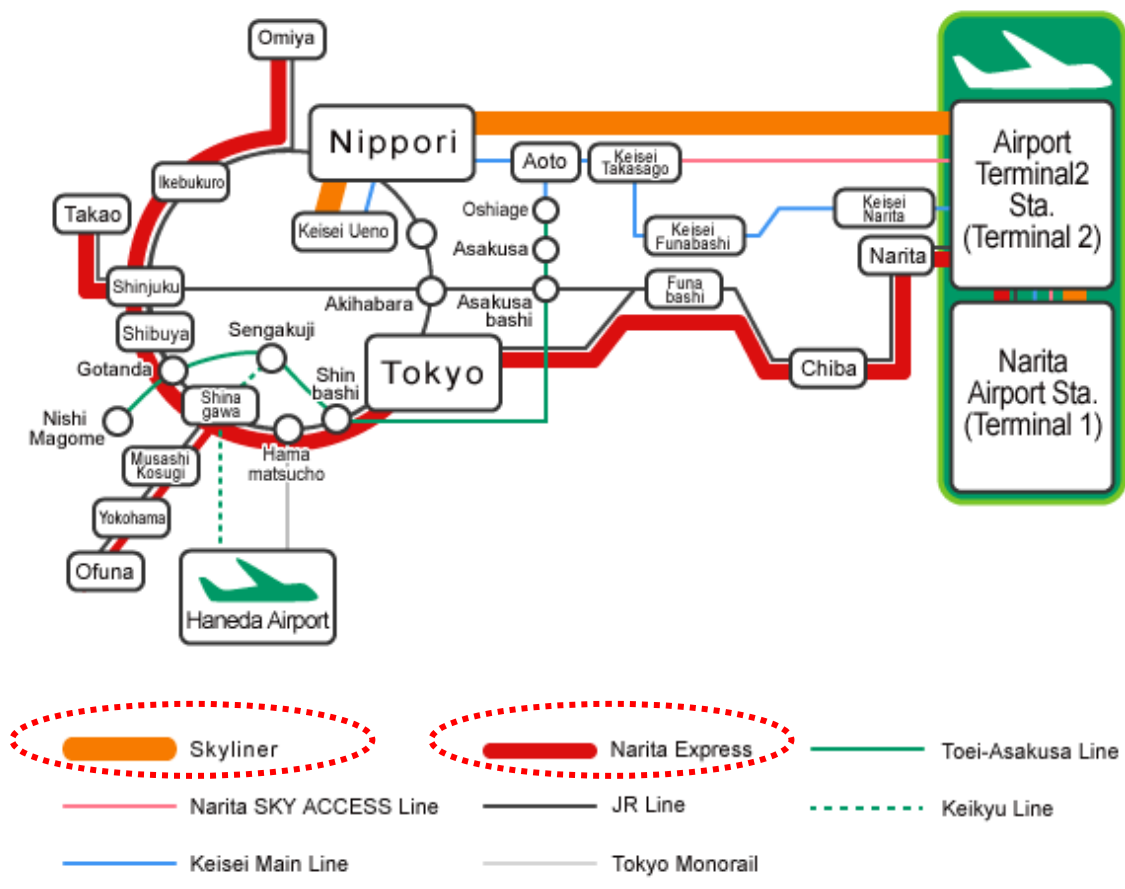 Omiya
Nippori
Ikebukuro
Takao
Keisei Ueno
Aoto
Keisei
Takasago
Oshiage
Asakusa
Keisei
Funabashi
Keisei
Narita
Narita
Airport
Terminal2
Sta.
(Terminal 2)
Shinjuku
Akihabara
Asakusa
bashi
Funa
bashi
Shibuya
Sengakuji
Gotanda
Shin
bashi
Tokyo
Chiba
Narita
Airport Sta.
(Terminal 1)
Nishi
Magome
Shina
gawa
Hama
matsucho
Musashi
Kosugi
Yokohama
Ofuna
Haneda Airport
Skyliner
Narita Express
Toei-Asakusa Line
Narita SKY ACCESS Line
JR Line
Keikyu Line
Keisei Main Line
Tokyo Monorail